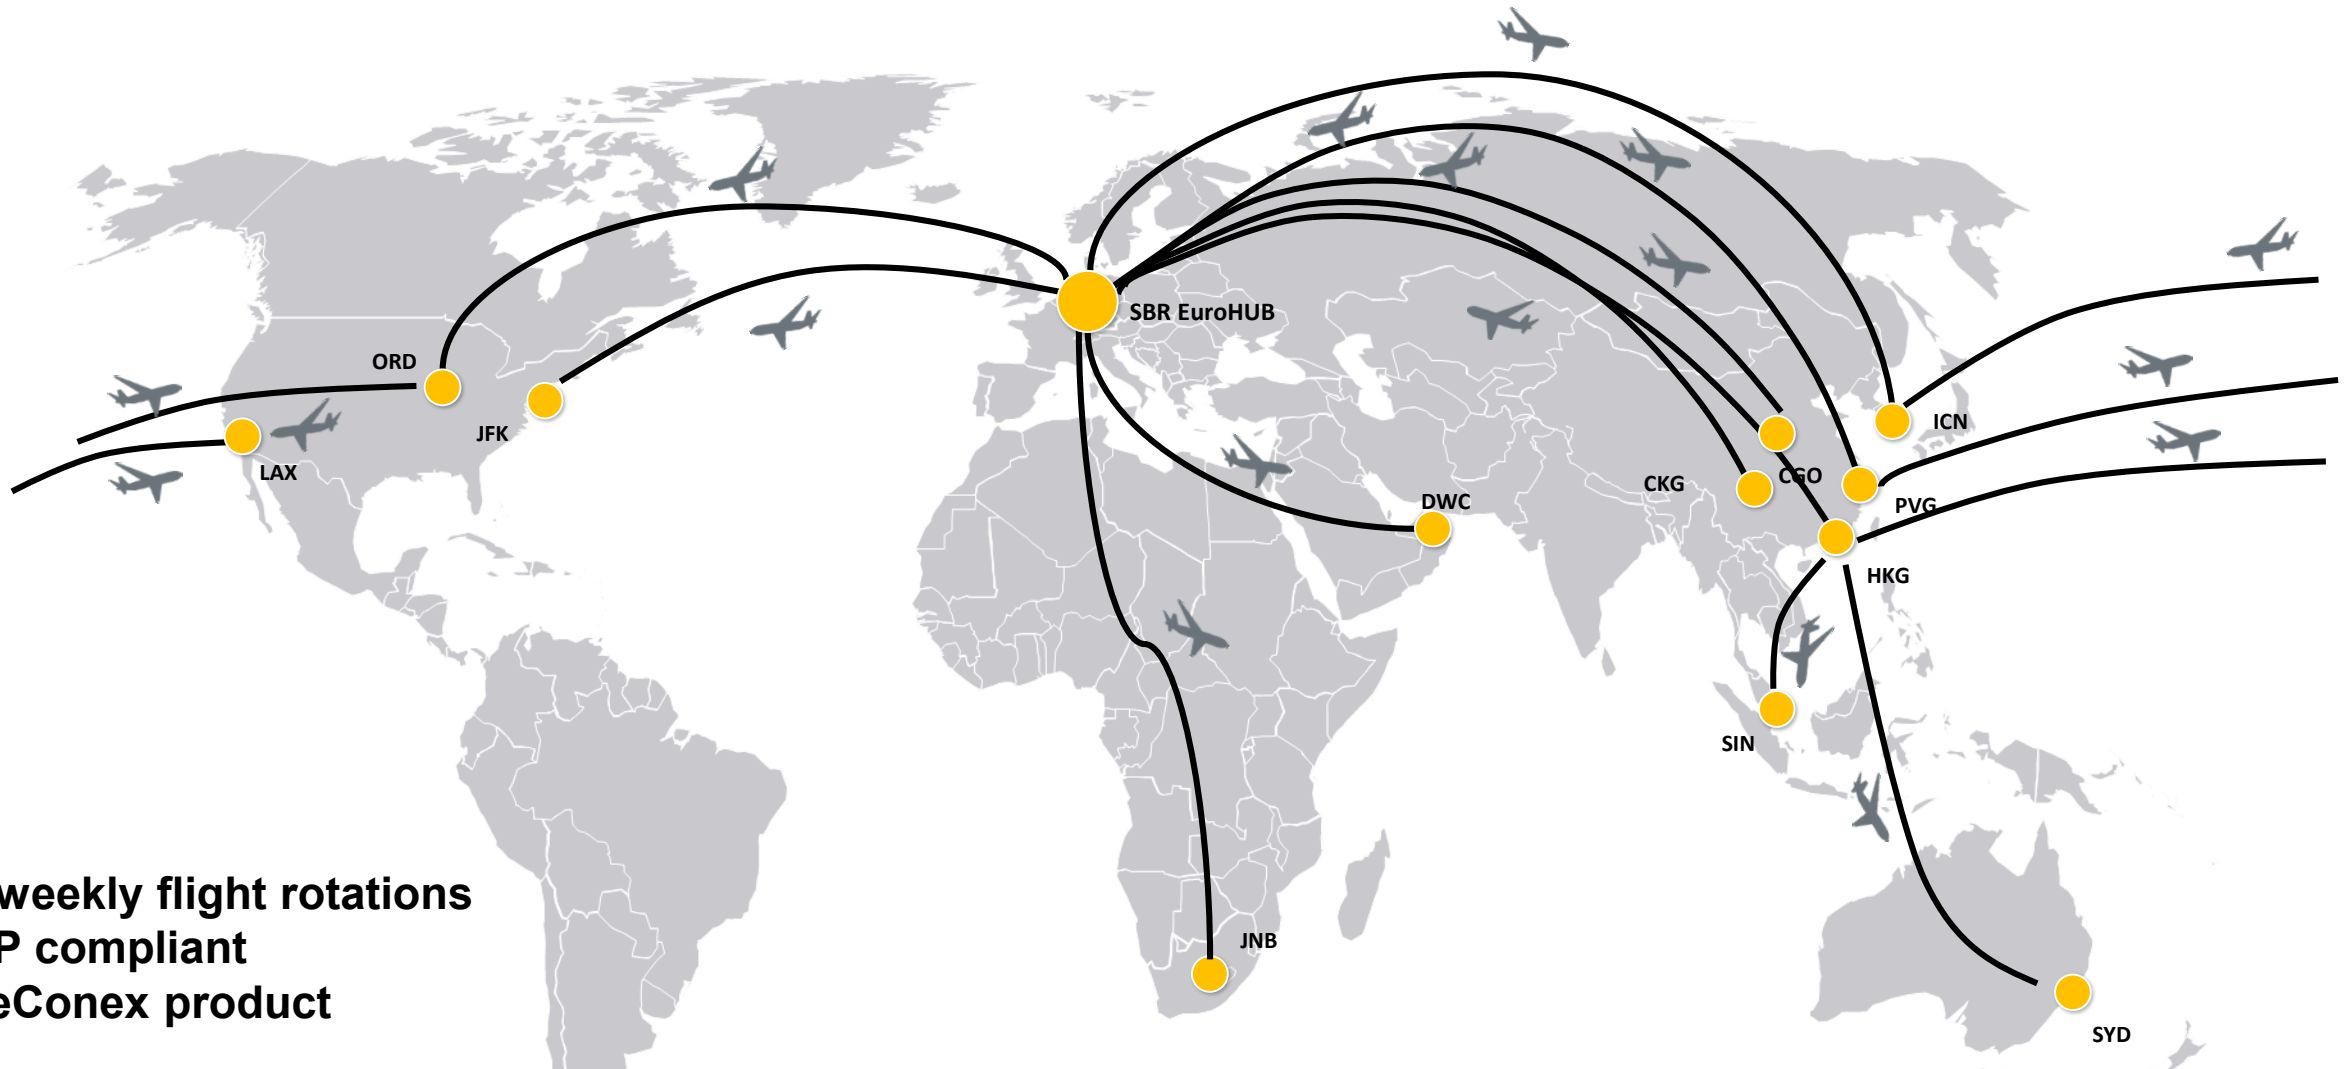 SBR EuroHUB
ORD
JFK
LAX
ICN
CKG
CGO
PVG
DWC
HKG
SIN
JNB
SYD
weekly flight rotations
P compliant
eConex product